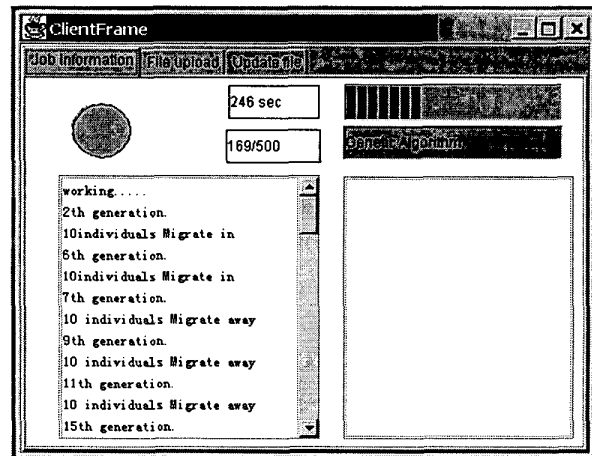 ClientFrame
Job Information File upload Update file
246 sec
169/500
Genetic Algorithm
working.....
2th generation.
10individuals Migrate in
6th generation.
10individuals Migrate in
7th generation.
10 individuals Migrate away
9th generation.
10 individuals Migrate away
11th generation.
10 individuals Migrate away
15th generation.